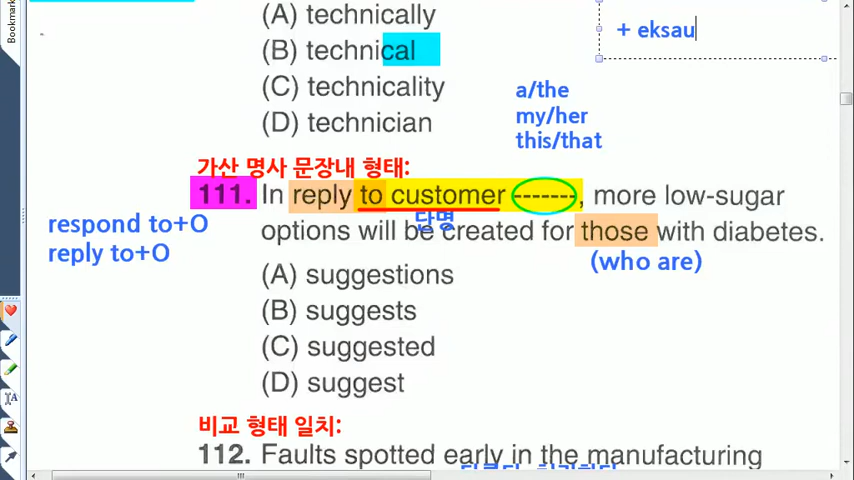 Bookmark
(A) technically
+ eksau
(B) technical
(C) technicality
a/the
my/her
(D) technician
this/that
가산 명사 문장내 형태:
111. In reply to customer -------, more low-sugar
respond to+O
단명
options will be created for those with diabetes.
reply to+O
(who are)
(A) suggestions
(B) suggests
(C) suggested
(D) suggest
비교 형태 일치:
112. Faults spotted early in the manufacturing